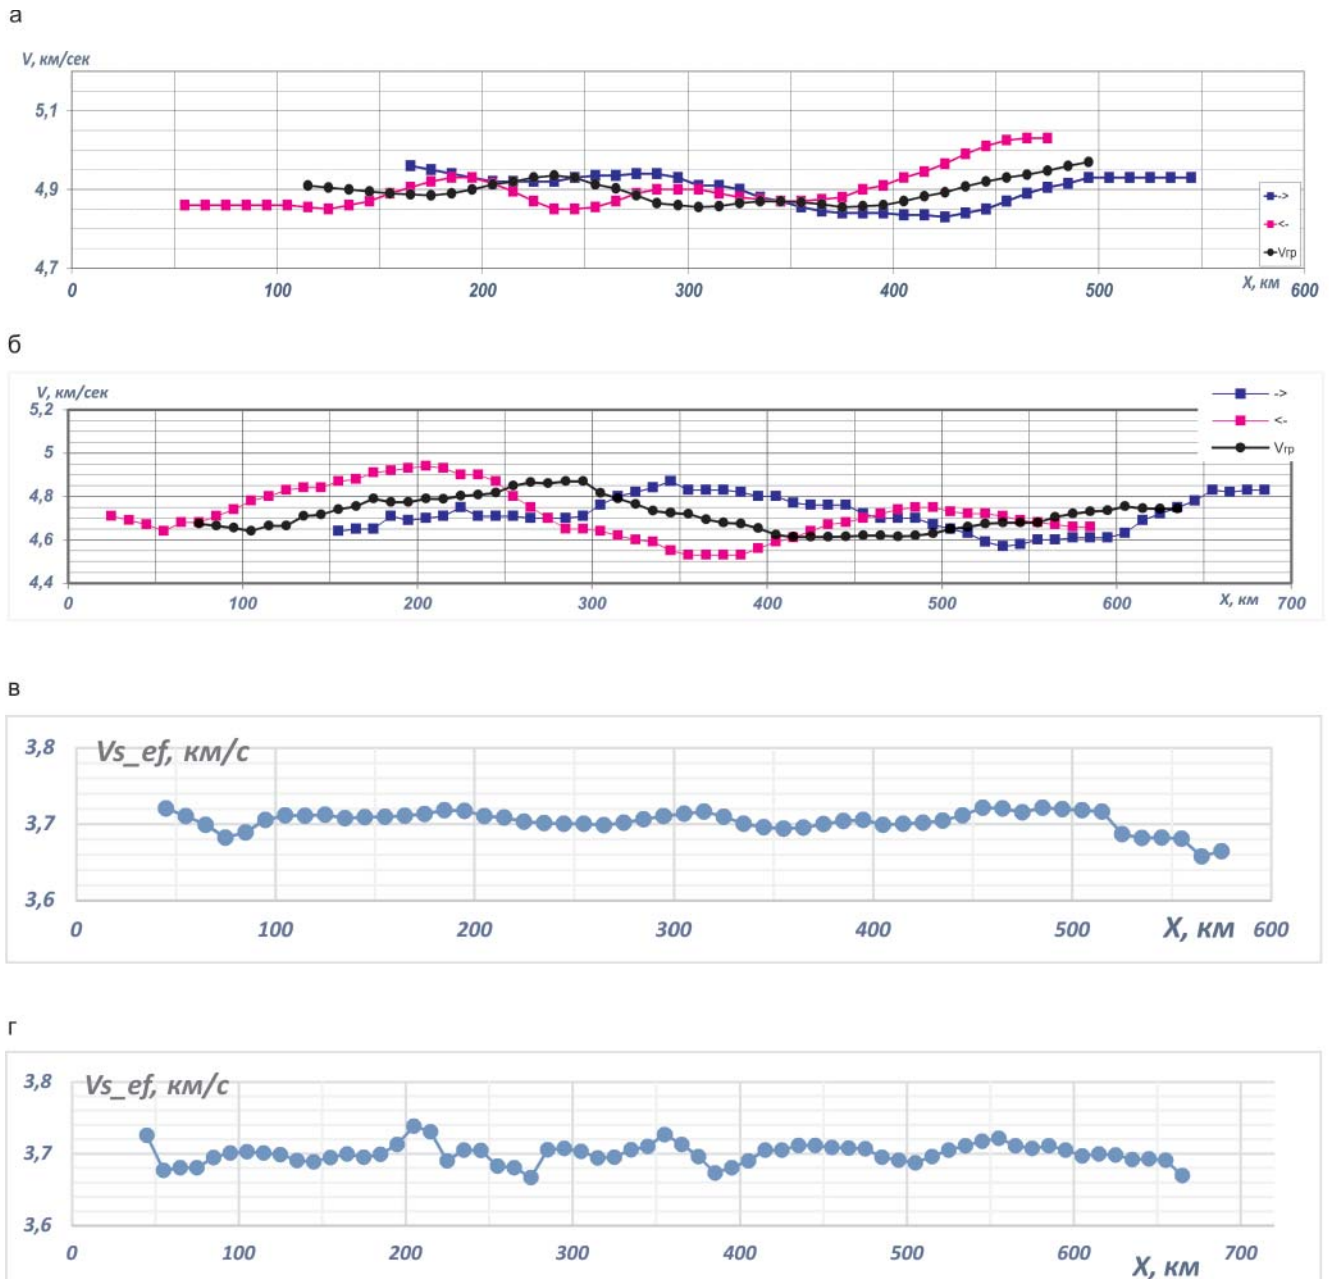 а
V, км/сек
5,1
4,9
4,7
0 100 200 300 400 500 X, км 600
->
<-
Vгр
б
V, км/сек
5,2
5
4,8
4,6
4,4
0 100 200 300 400 500 600 X, км 700
->
<-
Vгр
в
3,8 Vs_ef, км/с
3,7
3,6
0 100 200 300 400 500 X, км 600
г
3,8 Vs_ef, км/с
3,7
3,6
0 100 200 300 400 500 600 700
X, км